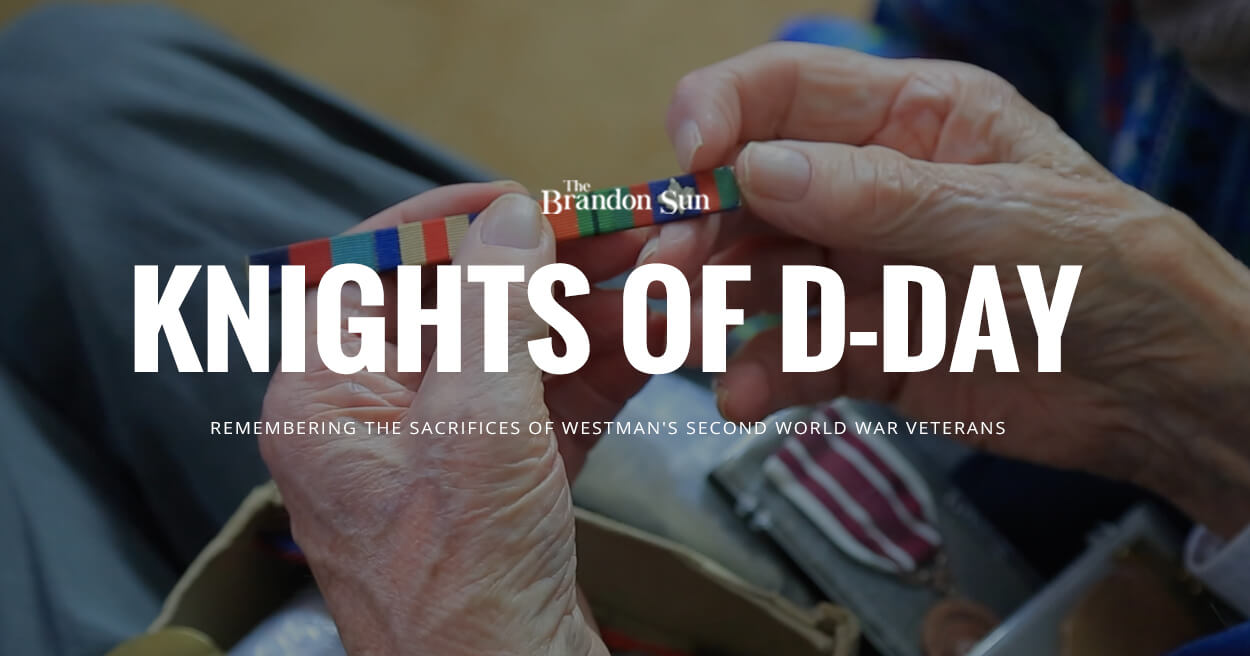 The
Brandon Sun
KNIGHTS OF D-DAY
REMEMBERING THE SACRIFICES OF WESTMAN'S SECOND WORLD WAR VETERANS